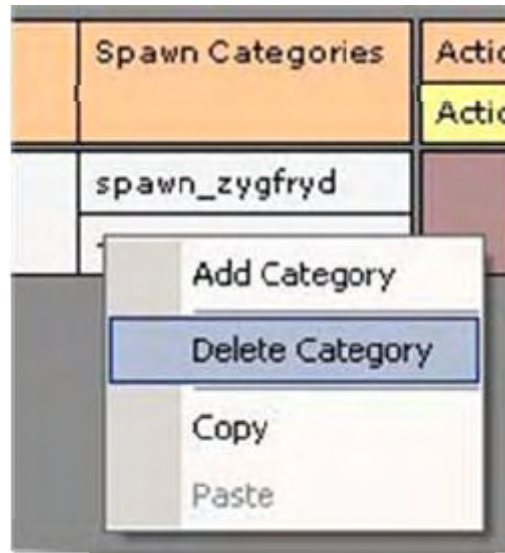 Spawn Categories
spawn_zygfryd
Add Category
Delete Category
Copy
Paste